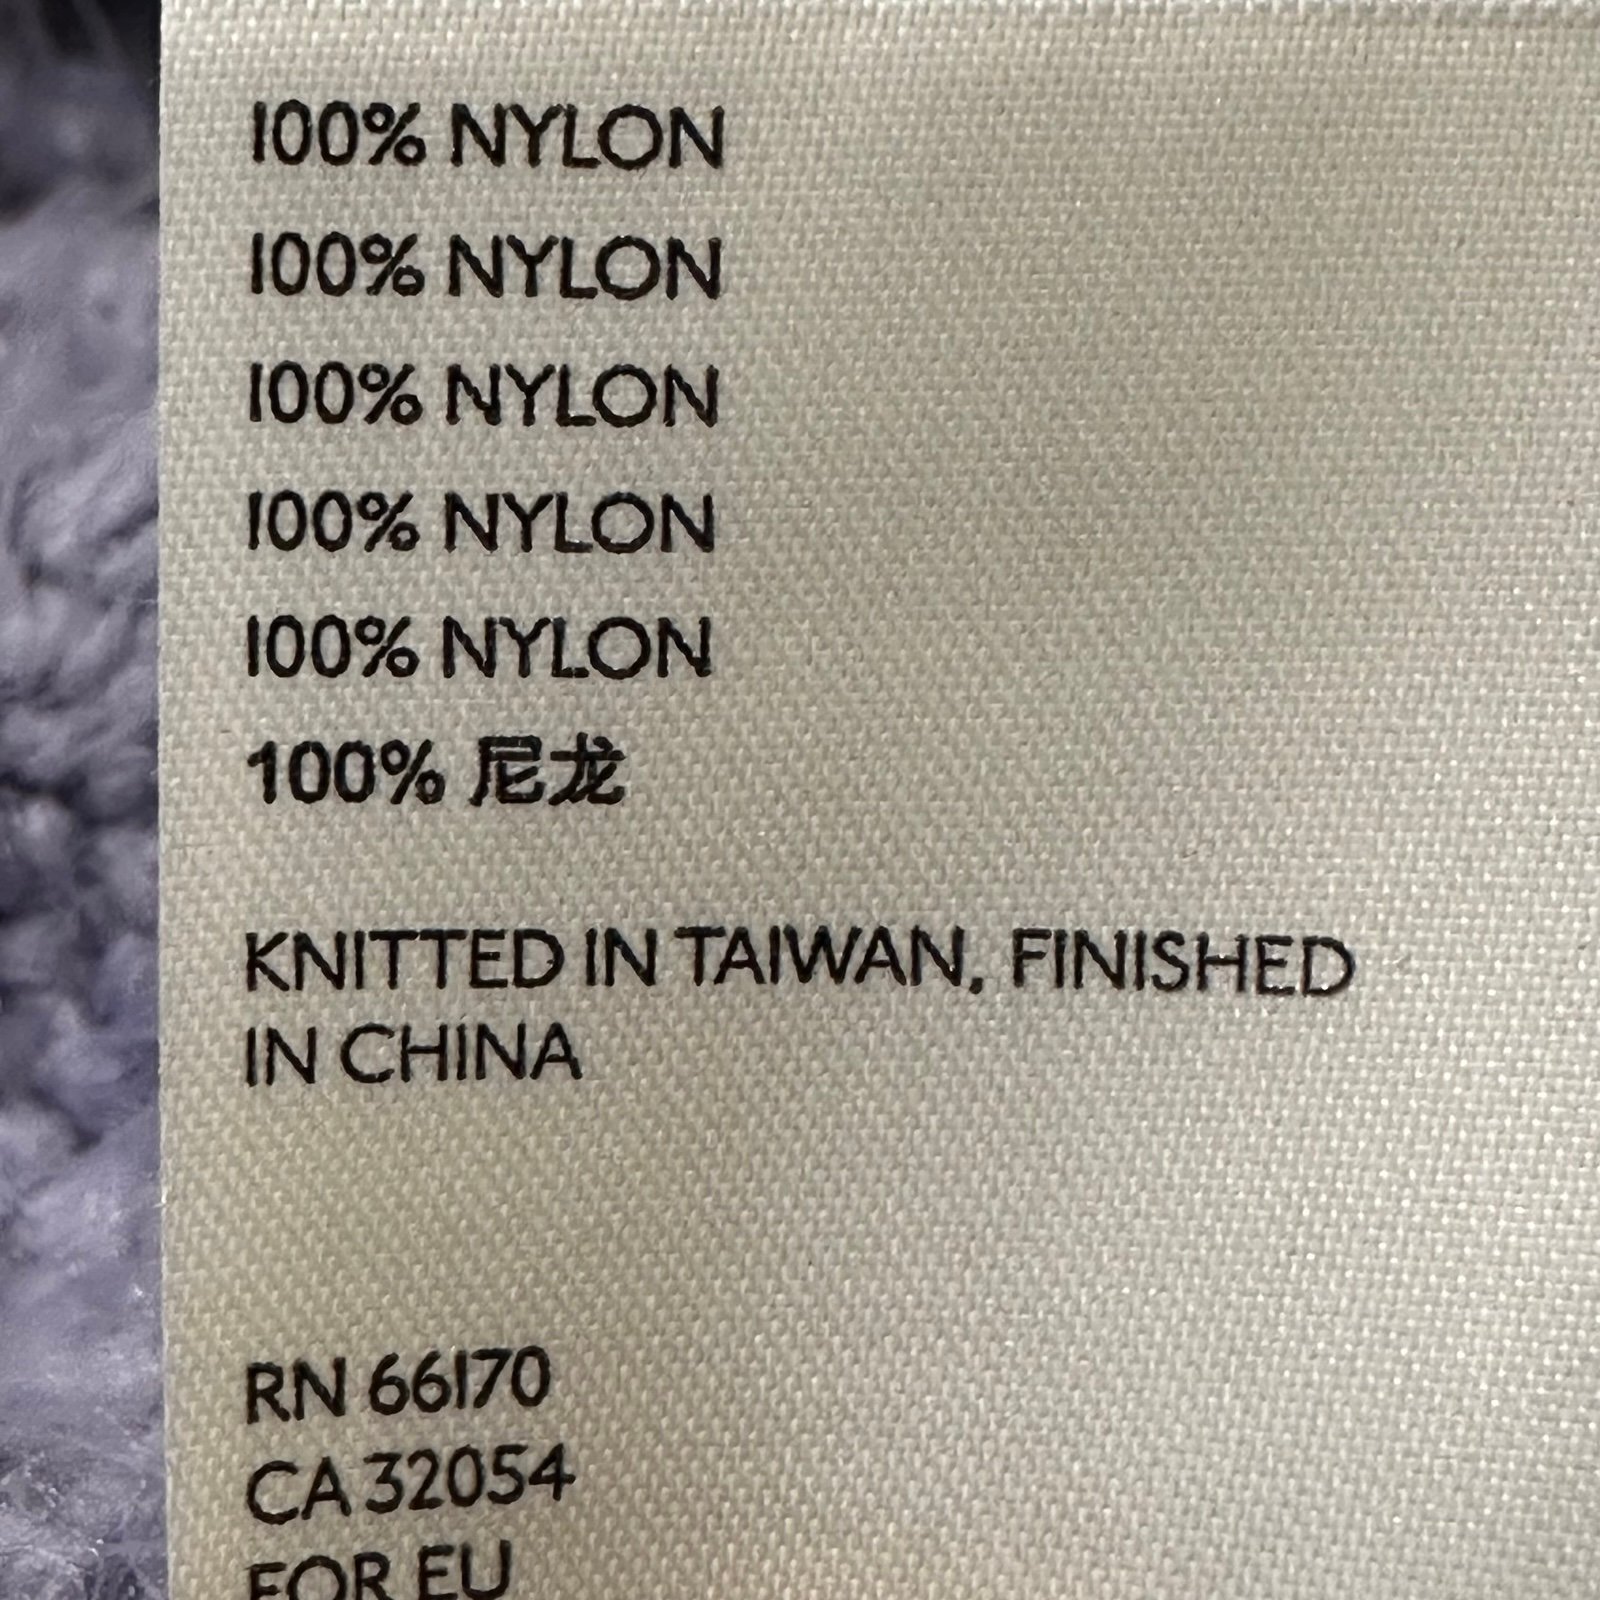 100% NYLON
100% NYLON
100% NYLON
100% NYLON
100% NYLON
100% 尼龙
KNITTED IN TAIWAN, FINISHED
IN CHINA
RN 66170
CA 32054
FOR EU